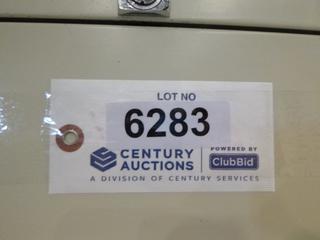 LOT NO
6283
CENTURY AUCTIONS
POWERED BY
ClubBid
A DIVISION OF CENTURY SERVICES